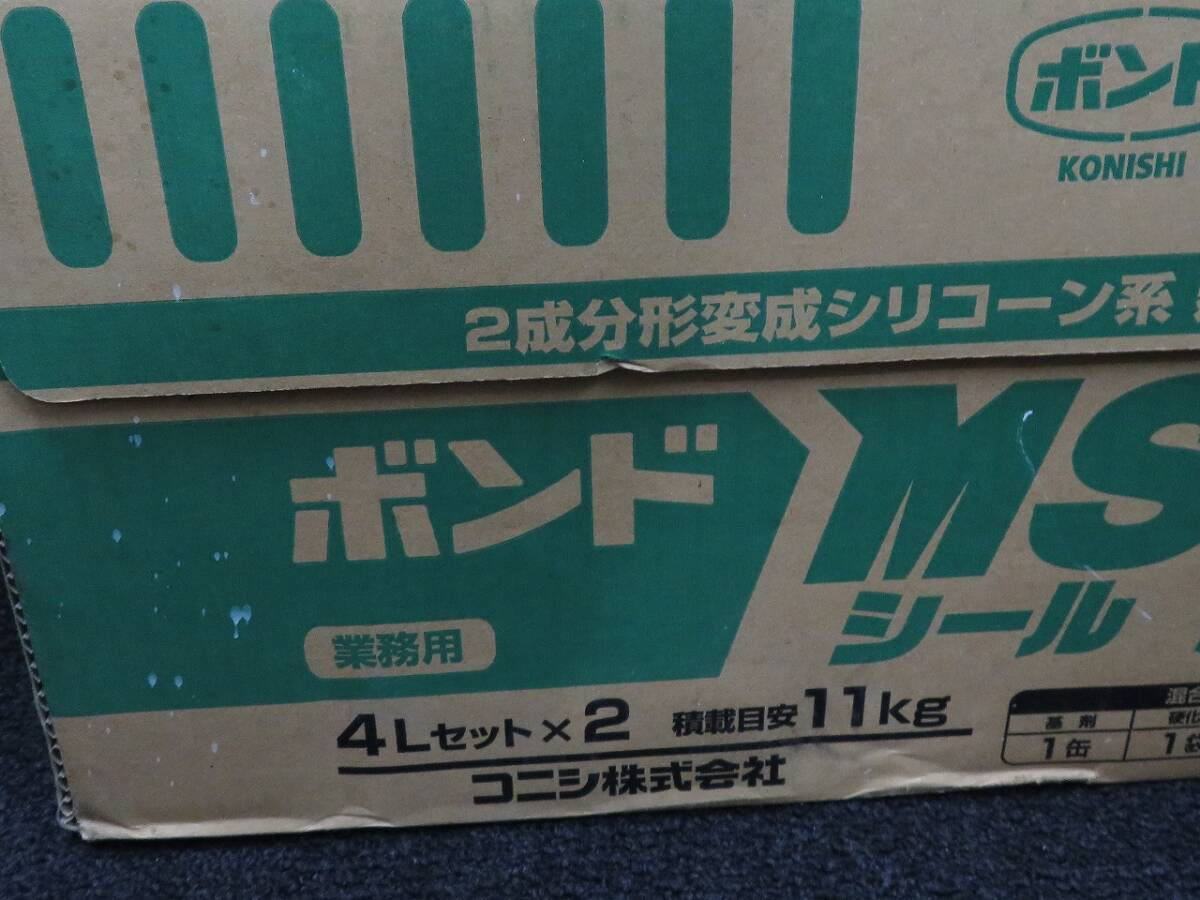 ボンド
KONISHI
2成分形変成シリコーン系
ボンド
MS
シール
業務用
4Lセット×2 積載目安11kg
コニシ株式会社
基剤
1缶 1